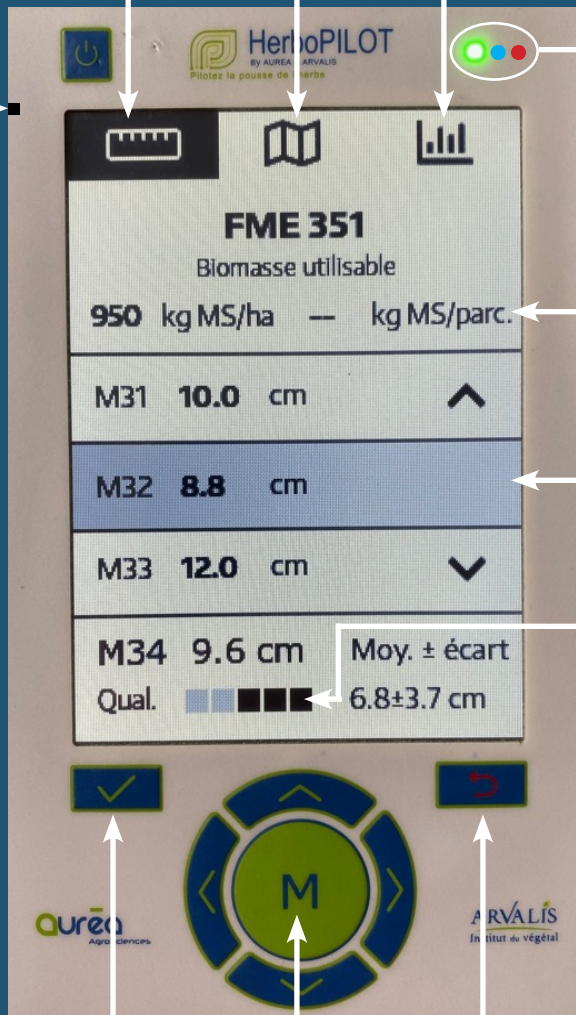 HerboPILOT
BY AUREA & ARVALIS
Pilotez la pousse de l'herbe
FME 351
Biomasse utilisable
950 kg MS/ha -- kg MS/parc.
M31 10.0 cm
M32 8.8 cm
M33 12.0 cm
M34 9.6 cm Moy. ± écart
Qual. 6.8±3.7 cm
M
aurēa
Agrosciences
ARVALIS
Institut du végétal